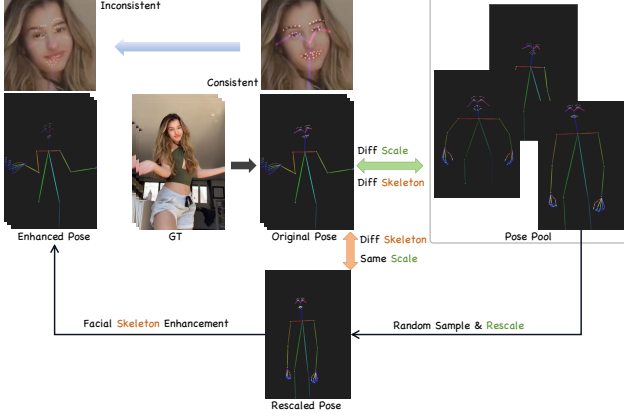 Inconsistent
Consistent
Diff Scale
Diff Skeleton
Enhanced Pose
GT
Original Pose
Pose Pool
Diff Skeleton
Same Scale
Facial Skeleton Enhancement
Random Sample & Rescale
Rescaled Pose